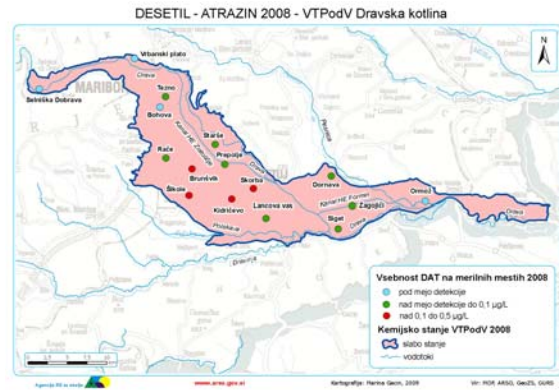 DESETIL - ATRAZIN 2008 - VTPodV Dravska kotlina
Vrbanski plato
Drava
MARIBOR
Selniška Dobrava
Tezno
Bohova
Starše
Prepolje
Rače
Brunšvik
Skorba
Šikole
Kidričevo
Lancova vas
Drava
Pesnica
Dornava
Ormož
Zagojiči
Siget
Drava
Drava
Polskava
Dravinja
Vsebnost DAT na merilnih mestih 2008
pod mejo detekcije
nad mejo detekcije do 0,1 µg/L
nad 0,1 do 0,5 µg/L
Kemijsko stanje VTPodV 2008
slabo stanje
vodotoki
www.arso.gov.si
Kartografija: Marina Gacin, 2009